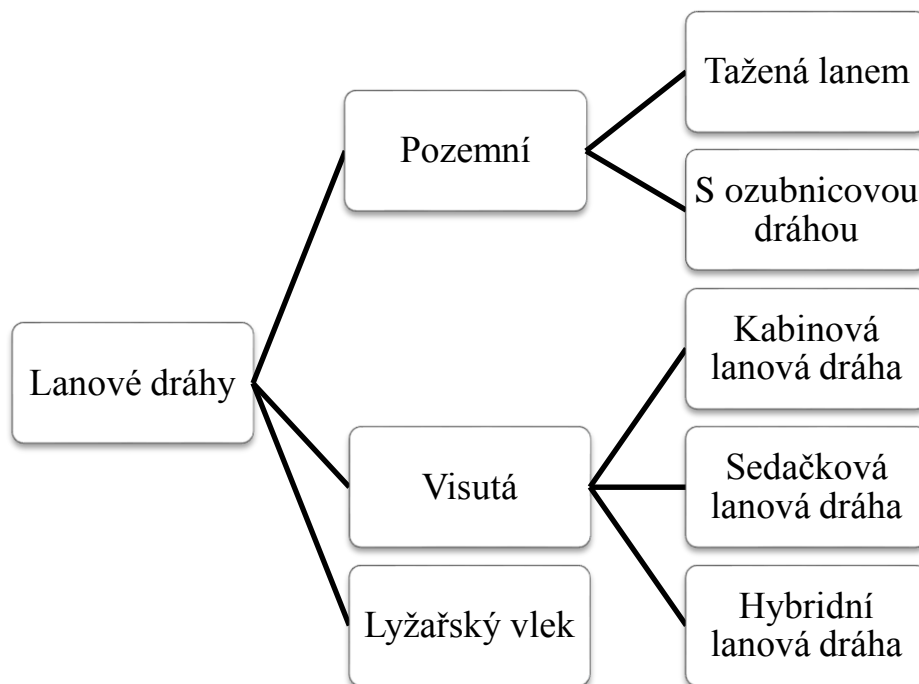 Tažená lanem
Pozemní
S ozubnicovou
dráhou
Kabinová
lanová dráha
Lanové dráhy
Sedačková
lanová dráha
Visutá
Hybridní
lanová dráha
Lyžařský vlek